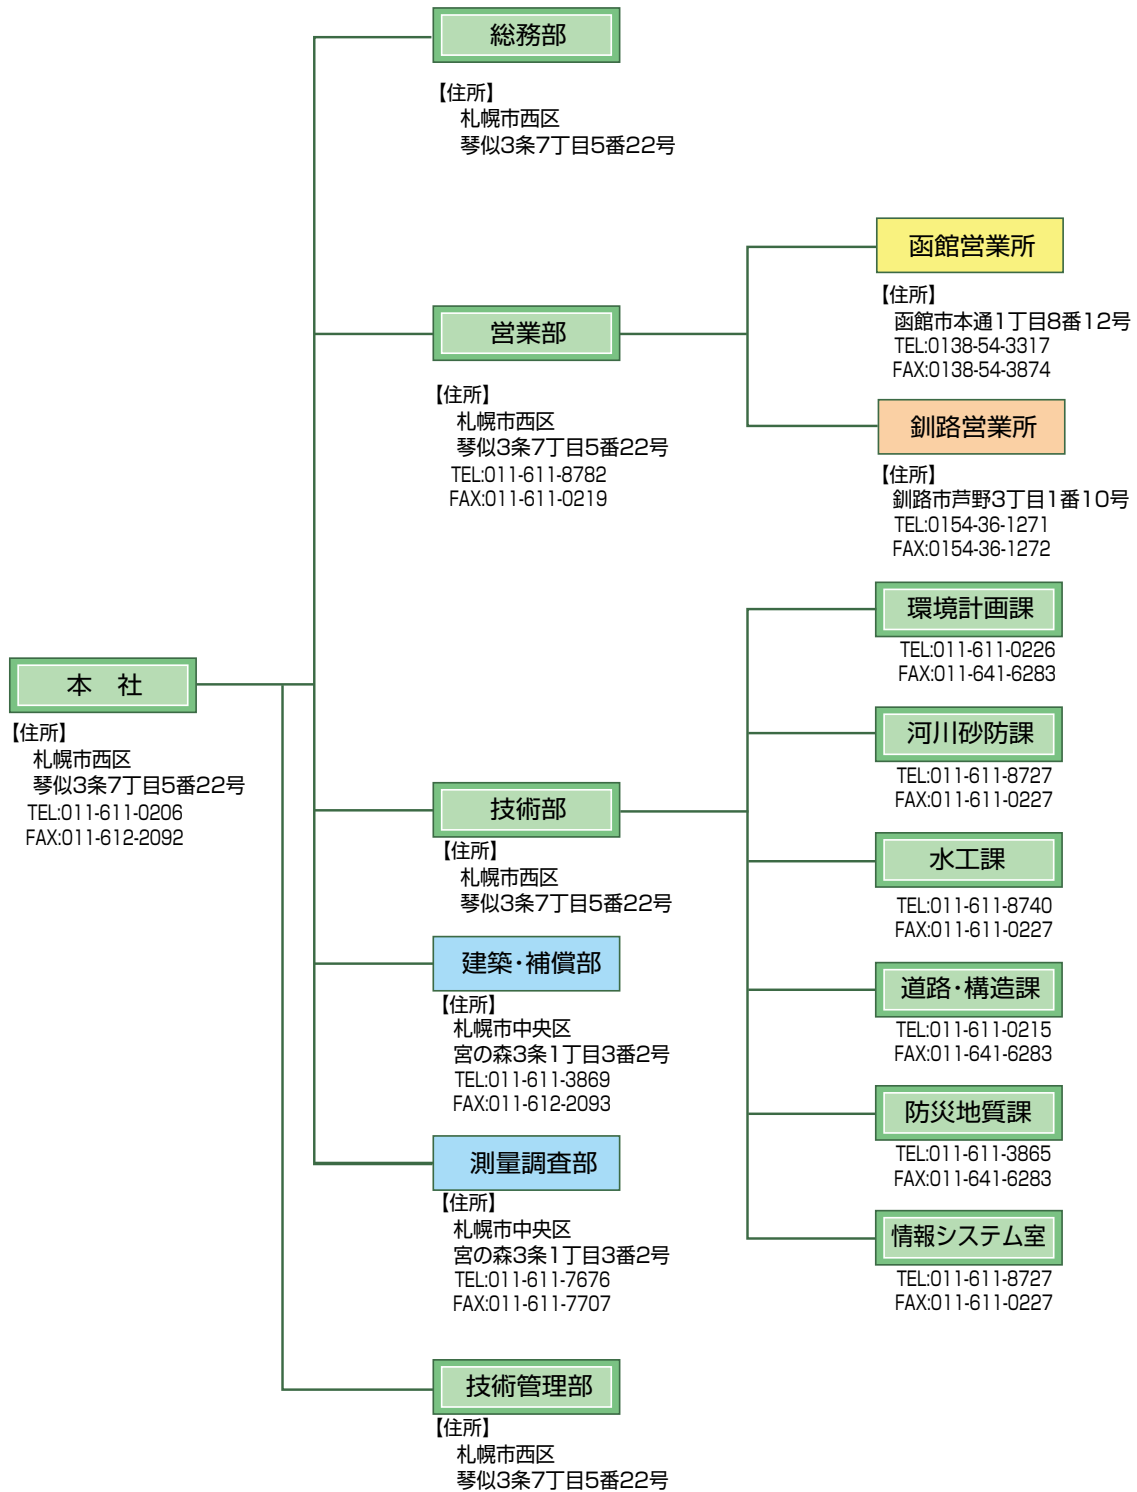 総務部
【住所】
札幌市西区
琴似3条7丁目5番22号
函館営業所
【住所】
函館市本通1丁目8番12号
TEL:0138-54-3317
FAX:0138-54-3874
営業部
【住所】
札幌市西区
琴似3条7丁目5番22号
TEL:011-611-8782
FAX:011-611-0219
釧路営業所
【住所】
釧路市芦野3丁目1番10号
TEL:0154-36-1271
FAX:0154-36-1272
本　社
【住所】
札幌市西区
琴似3条7丁目5番22号
TEL:011-611-0206
FAX:011-612-2092
技術部
【住所】
札幌市西区
琴似3条7丁目5番22号
環境計画課
TEL:011-611-0226
FAX:011-641-6283
河川砂防課
TEL:011-611-8727
FAX:011-611-0227
水工課
TEL:011-611-8740
FAX:011-611-0227
道路・構造課
TEL:011-611-0215
FAX:011-641-6283
防災地質課
TEL:011-611-3865
FAX:011-641-6283
情報システム室
TEL:011-611-8727
FAX:011-611-0227
建築・補償部
【住所】
札幌市中央区
宮の森3条1丁目3番2号
TEL:011-611-3869
FAX:011-612-2093
測量調査部
【住所】
札幌市中央区
宮の森3条1丁目3番2号
TEL:011-611-7676
FAX:011-611-7707
技術管理部
【住所】
札幌市西区
琴似3条7丁目5番22号